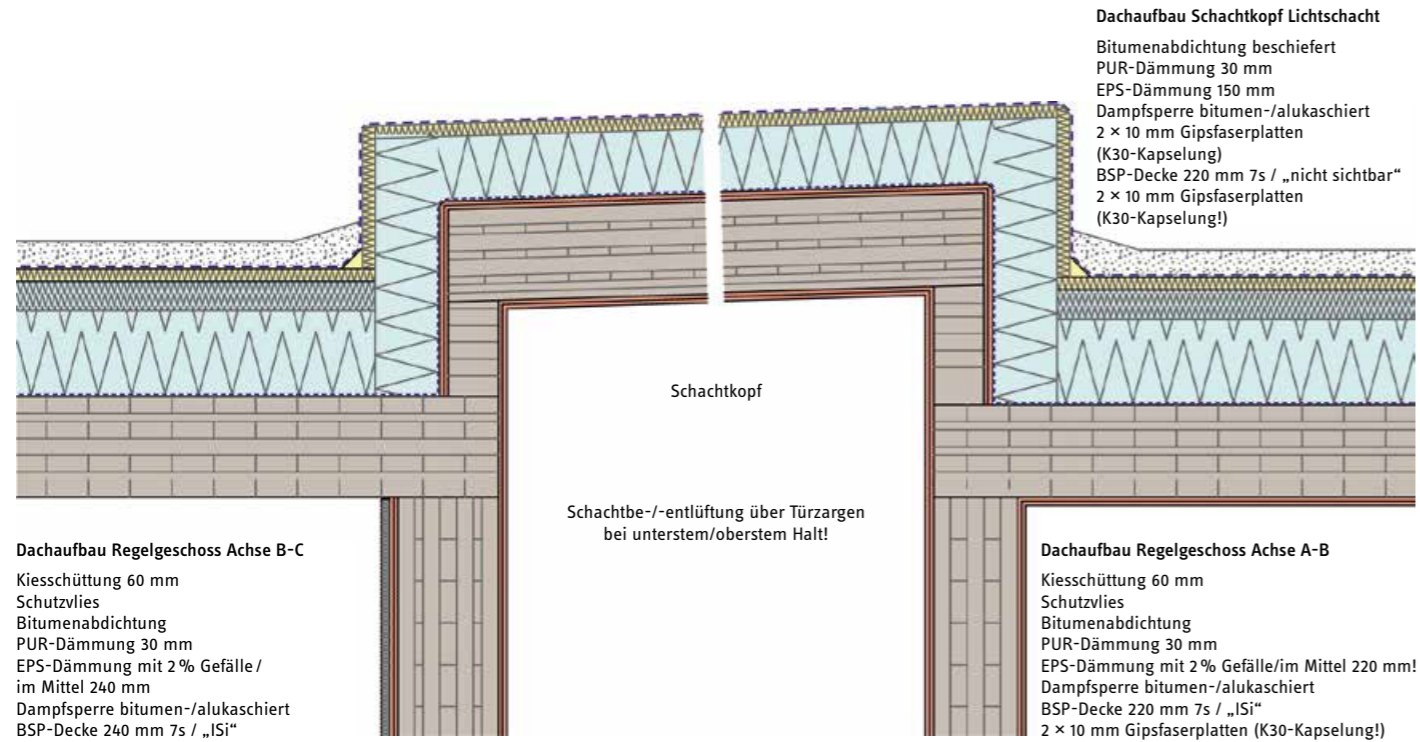 Dachaufbau Schachtkopf Lichtschacht
Bitumenabdichtung beschiefert
PUR-Dämmung 30 mm
EPS-Dämmung 150 mm
Dampfsperre bitumen-/alukaschiert
2 × 10 mm Gipsfaserplatten
(K30-Kapselung)
BSP-Decke 220 mm 7s / „nicht sichtbar“
2 × 10 mm Gipsfaserplatten
(K30-Kapselung!)
Schachtkopf
Schachtbe-/-entlüftung über Türzargen
bei unterstem/oberstem Halt!
Dachaufbau Regelgeschoss Achse B-C
Kiesschüttung 60 mm
Schutzvlies
Bitumenabdichtung
PUR-Dämmung 30 mm
EPS-Dämmung mit 2 % Gefälle /
im Mittel 240 mm
Dampfsperre bitumen-/alukaschiert
BSP-Decke 240 mm 7s / „ISi“
Dachaufbau Regelgeschoss Achse A-B
Kiesschüttung 60 mm
Schutzvlies
Bitumenabdichtung
PUR-Dämmung 30 mm
EPS-Dämmung mit 2 % Gefälle/im Mittel 220 mm!
Dampfsperre bitumen-/alukaschiert
BSP-Decke 220 mm 7s / „ISi“
2 × 10 mm Gipsfaserplatten (K30-Kapselung!)